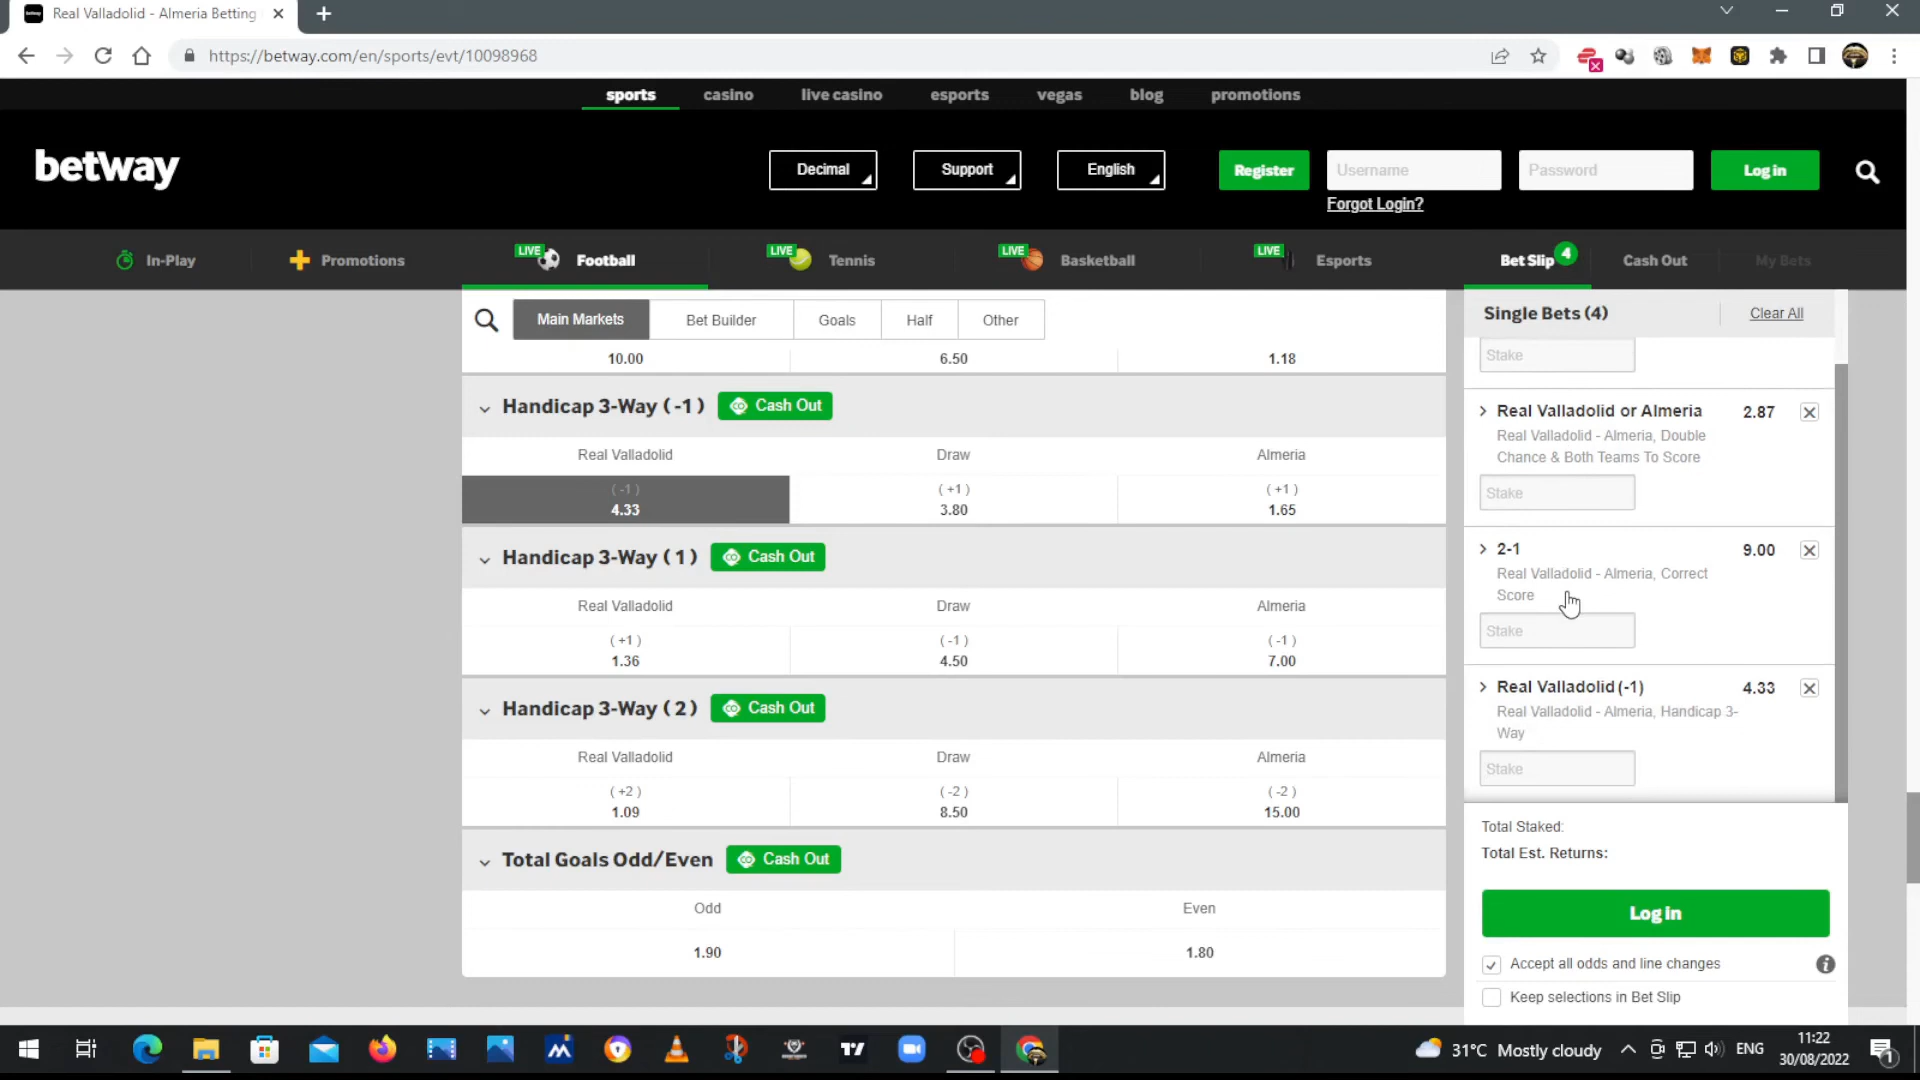 Real Valladolid - Almeria Betting
https://betway.com/en/sports/evt/10098968
sports casino live casino esports vegas blog promotions
betway
Decimal Support English Register Username Password Log in
Forgot Login?
In-Play Promotions LIVE Football LIVE Tennis LIVE Basketball LIVE Esports Bet Slip 4 Cash Out My Bets
Main Markets Bet Builder Goals Half Other
10.00 6.50 1.18
Handicap 3-Way ( -1 ) Cash Out
Real Valladolid Draw Almeria
( -1 ) ( +1 ) ( +1 )
4.33 3.80 1.65
Handicap 3-Way ( 1 ) Cash Out
Real Valladolid Draw Almeria
( +1 ) ( -1 ) ( -1 )
1.36 4.50 7.00
Handicap 3-Way ( 2 ) Cash Out
Real Valladolid Draw Almeria
( +2 ) ( -2 ) ( -2 )
1.09 8.50 15.00
Total Goals Odd/Even Cash Out
Odd Even
1.90 1.80
Single Bets (4) Clear All
Stake
Real Valladolid or Almeria 2.87
Real Valladolid - Almeria, Double
Chance & Both Teams To Score
Stake
2-1 9.00
Real Valladolid - Almeria, Correct
Score
Stake
Real Valladolid (-1) 4.33
Real Valladolid - Almeria, Handicap 3-
Way
Stake
Total Staked:
Total Est. Returns:
Log in
Accept all odds and line changes
Keep selections in Bet Slip
31°C Mostly cloudy ENG 11:22
30/08/2022 1